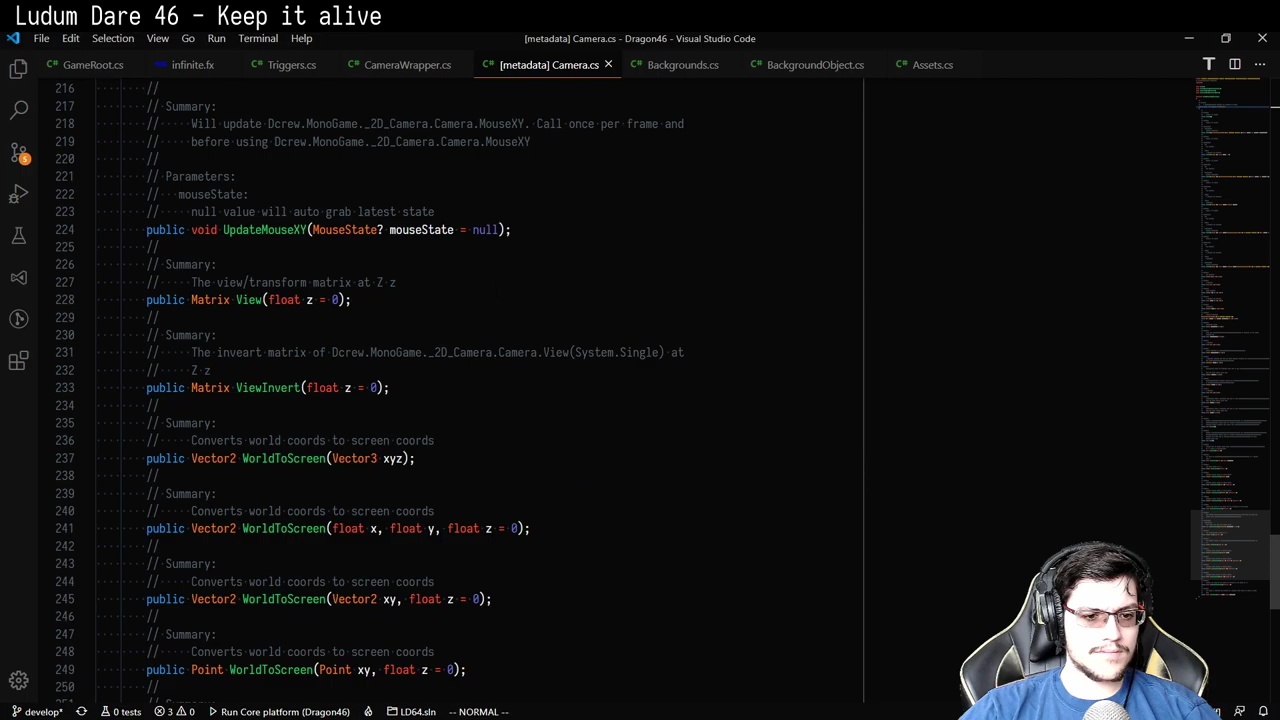 Ludum Dare 46 - Keep it alive
File Edit Selection View Go Run Terminal Help
[metadata] Camera.cs - Dragon46 - Visual Studio Code
GameRoot.cs infinite.fx Triggers.cs CameraWrapper.cs [metadata] Camera.cs Backgrounds.cs BackgroundObject.cs Assets.cs
216 //
217 // Summary:
218 // Will update Dcrew.MonoGame._2D_Camera.Camera.MouseXY. Call once per frame and
219 // before using Dcrew.MonoGame._2D_Camera.Camera.MouseXY
220 //
221 // Parameters:
222 // mouseState:
223 // null value will auto grab latest state
224 public void UpdateMouseXY(MouseState? mouseState = null);
225 //
226 // Summary:
227 // The view/transform matrix at Z z
228 public Matrix View(float z = 0);
229 //
230 // Summary:
231 // The invert matrix of Dcrew.MonoGame._2D_Camera.Camera.View(System.Single) at
232 // Z z
233 public Matrix ViewInvert(float z = 0);
234 //
235 // Summary:
236 // Converts world coords to screen coords
237 public Vector2 WorldToScreen(Vector3 xyz);
238 //
239 // Summary:
240 // Converts world coords to screen coords
241 public Vector2 WorldToScreen(float x, float y, float z = 0);
242 //
243 // Summary:
244 // Converts world coords to screen coords
245 public Vector2 WorldToScreen(Vector2 xy, float z = 0);
246 //
247 // Summary:
248 // Converts world coords to screen coords
249 public Point WorldToScreen(Point xy, float z = 0);
250 //
251 // Summary:
5
develop* 0 tests 3 0 Run Core platform (Dragon46) LD64.sln -- NORMAL --